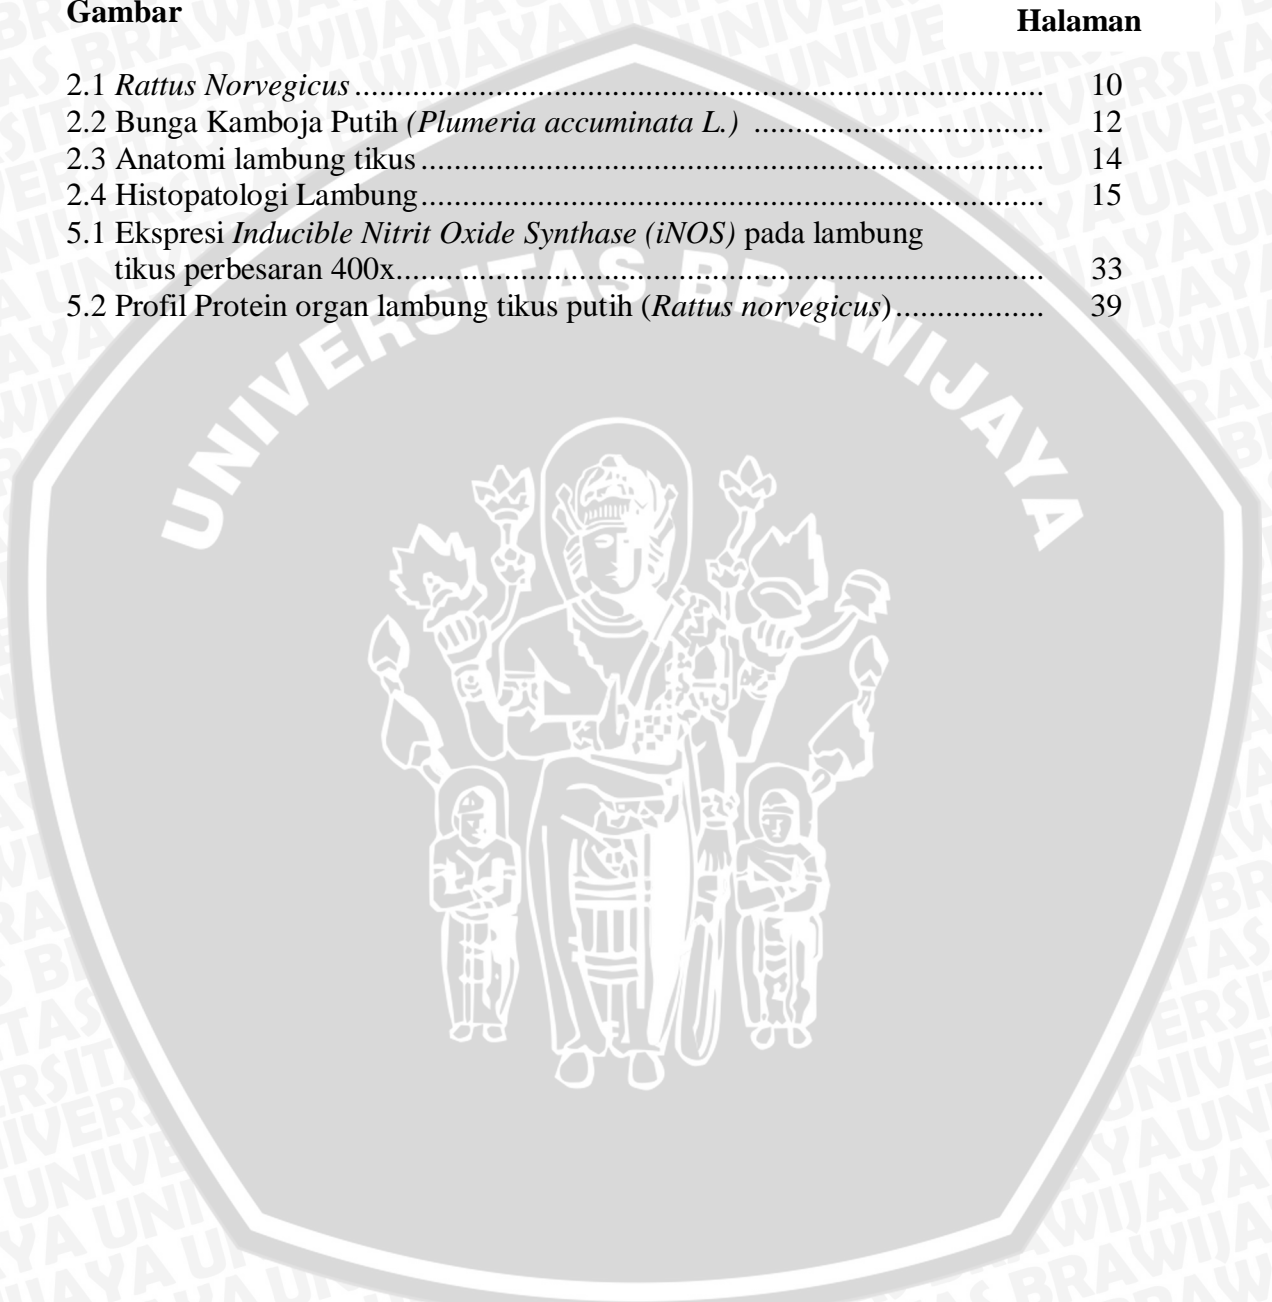 Gambar Halaman
2.1 Rattus Norvegicus ..................................................................................... 10
2.2 Bunga Kamboja Putih (Plumeria accuminata L.) .................................... 12
2.3 Anatomi lambung tikus ............................................................................. 14
2.4 Histopatologi Lambung ............................................................................. 15
5.1 Ekspresi Inducible Nitrit Oxide Synthase (iNOS) pada lambung
tikus perbesaran 400x................................................................................ 33
5.2 Profil Protein organ lambung tikus putih (Rattus norvegicus) .................. 39
UNIVERSITAS BRAWIJAYA